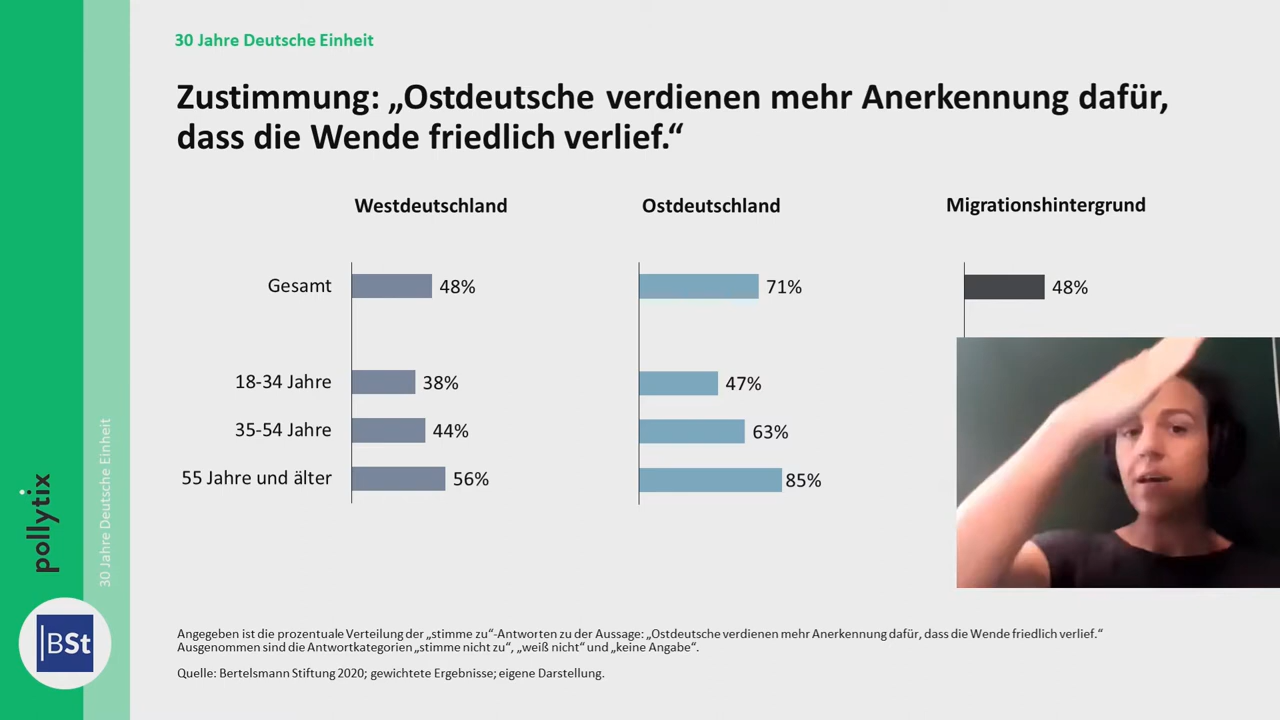 30 Jahre Deutsche Einheit
Zustimmung: „Ostdeutsche verdienen mehr Anerkennung dafür,
dass die Wende friedlich verlief.“
Westdeutschland
Ostdeutschland
Migrationshintergrund
Gesamt 48% 71% 48%
18-34 Jahre 38% 47%
35-54 Jahre 44% 63%
55 Jahre und älter 56% 85%
30 Jahre Deutsche Einheit
pollytix
|BSt
Angegeben ist die prozentuale Verteilung der „stimme zu“-Antworten zu der Aussage: „Ostdeutsche verdienen mehr Anerkennung dafür, dass die Wende friedlich verlief.“
Ausgenommen sind die Antwortkategorien „stimme nicht zu“, „weiß nicht“ und „keine Angabe“.
Quelle: Bertelsmann Stiftung 2020; gewichtete Ergebnisse; eigene Darstellung.